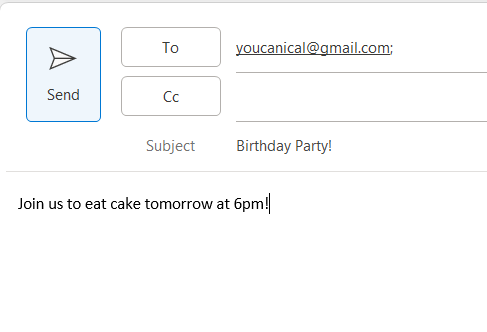 To
youcanical@gmail.com;
Send
Cc
Subject
Birthday Party!
Join us to eat cake tomorrow at 6pm!